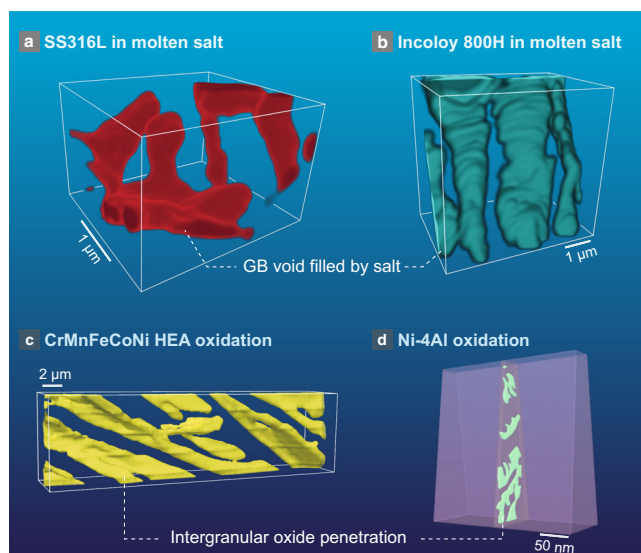 a SS316L in molten salt
b Incoloy 800H in molten salt
1 μm
GB void filled by salt
1 μm
c CrMnFeCoNi HEA oxidation
d Ni-4Al oxidation
2 μm
Intergranular oxide penetration
50 nm